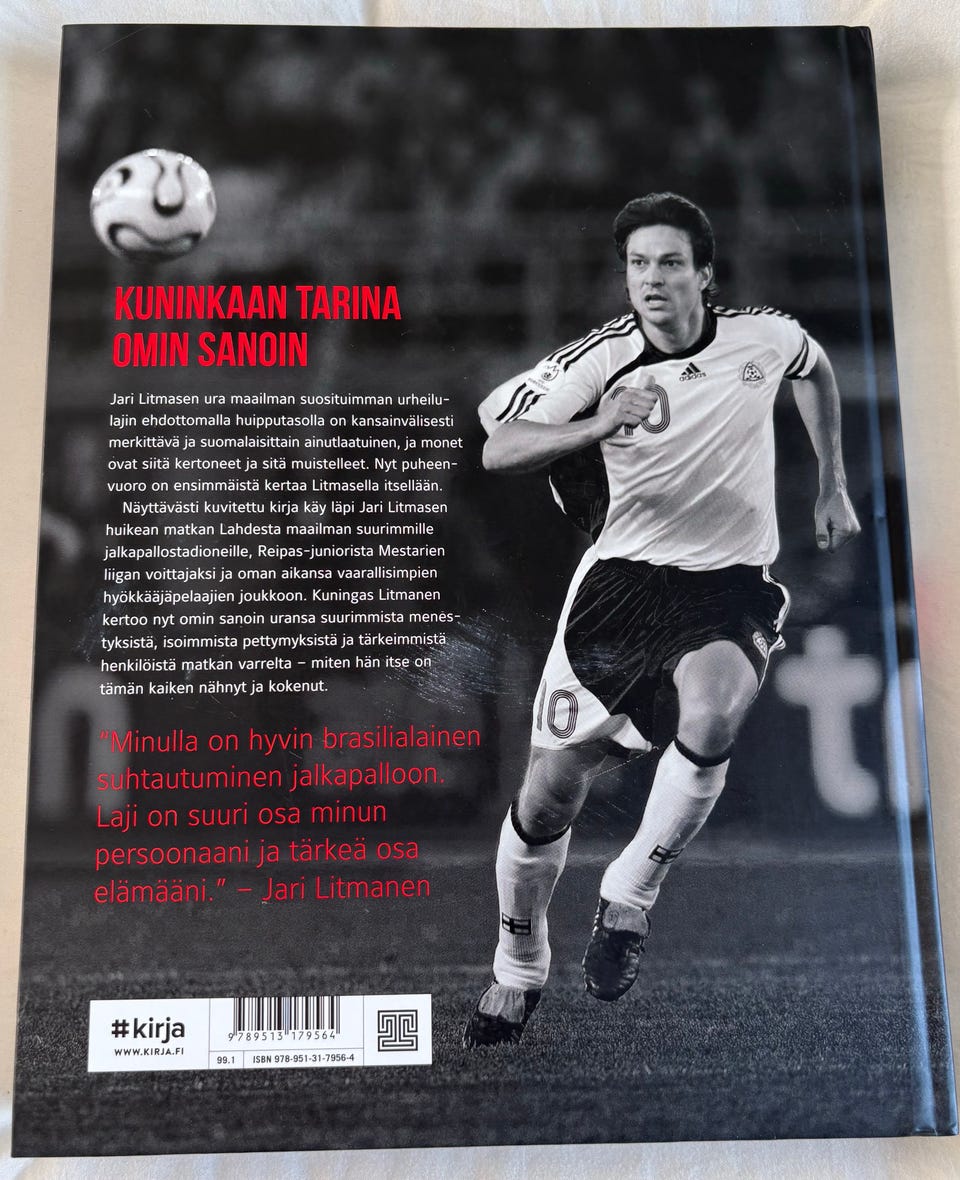 KUNINKAAN TARINA
OMIN SANOIN
Jari Litmasen ura maailman suosituimman urheilu-
lajin ehdottomalla huipputasolla on kansainvälisesti
merkittävä ja suomalaisittain ainutlaatuinen, ja monet
ovat siitä kertoneet ja sitä muistelleet. Nyt puheen-
vuoro on ensimmäistä kertaa Litmasella itsellään.
Näyttävästi kuvitettu kirja käy läpi Jari Litmasen
huikean matkan Lahdesta maailman suurimmille
jalkapallostadioneille, Reipas-juniorista Mestarien
liigan voittajaksi ja oman aikansa vaarallisimpien
hyökkääjäpelaajien joukkoon. Kuningas Litmanen
kertoo nyt omin sanoin uransa suurimmista menes-
tyksistä, isoimmista pettymyksistä ja tärkeimmistä
henkilöistä matkan varrelta – miten hän itse on
tämän kaiken nähnyt ja kokenut.
"Minulla on hyvin brasilialainen
suhtautuminen jalkapalloon.
Laji on suuri osa minun
persoonaani ja tärkeä osa
elämääni." – Jari Litmanen
adidas
10
10
#kirja
WWW.KIRJA.FI
9 789513 179564
99.1
ISBN 978-951-31-7956-4